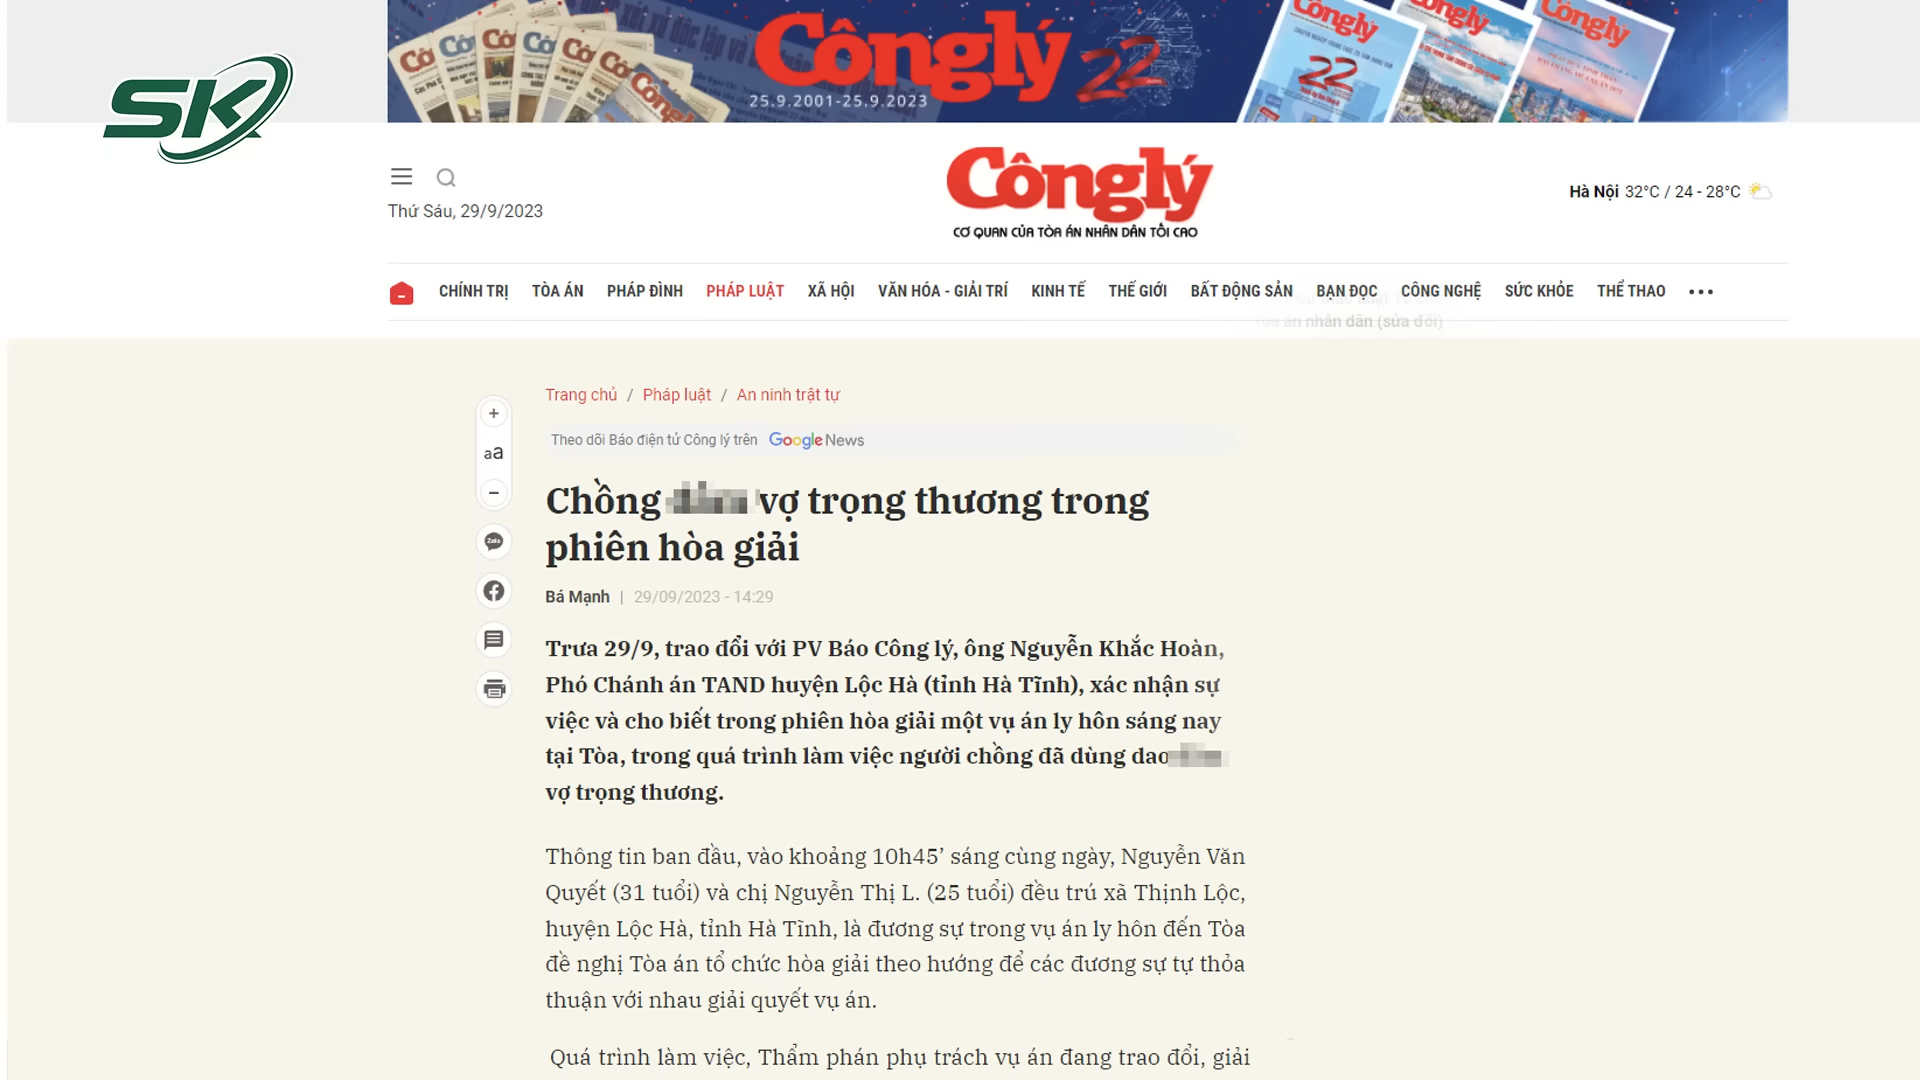 SK
Cônglý 22
25.9.2001-25.9.2023
Cônglý
CƠ QUAN CỦA TÒA ÁN NHÂN DÂN TỐI CAO
Thứ Sáu, 29/9/2023
Hà Nội 32°C / 24 - 28°C
CHÍNH TRỊ TÒA ÁN PHÁP ĐÌNH PHÁP LUẬT XÃ HỘI VĂN HÓA - GIẢI TRÍ KINH TẾ THẾ GIỚI BẤT ĐỘNG SẢN BẠN ĐỌC CÔNG NGHỆ SỨC KHỎE THỂ THAO
án nhân dân (sửa đổi)
Trang chủ / Pháp luật / An ninh trật tự
Theo dõi Báo điện tử Công lý trên Google News
+
aA
−
Chồng vợ trọng thương trong
phiên hòa giải
Zalo
Bá Mạnh | 29/09/2023 - 14:29
Trưa 29/9, trao đổi với PV Báo Công lý, ông Nguyễn Khắc Hoàn,
Phó Chánh án TAND huyện Lộc Hà (tỉnh Hà Tĩnh), xác nhận sự
việc và cho biết trong phiên hòa giải một vụ án ly hôn sáng nay
tại Tòa, trong quá trình làm việc người chồng đã dùng dao
vợ trọng thương.
Thông tin ban đầu, vào khoảng 10h45’ sáng cùng ngày, Nguyễn Văn
Quyết (31 tuổi) và chị Nguyễn Thị L. (25 tuổi) đều trú xã Thịnh Lộc,
huyện Lộc Hà, tỉnh Hà Tĩnh, là đương sự trong vụ án ly hôn đến Tòa
đề nghị Tòa án tổ chức hòa giải theo hướng để các đương sự tự thỏa
thuận với nhau giải quyết vụ án.
Quá trình làm việc, Thẩm phán phụ trách vụ án đang trao đổi, giải